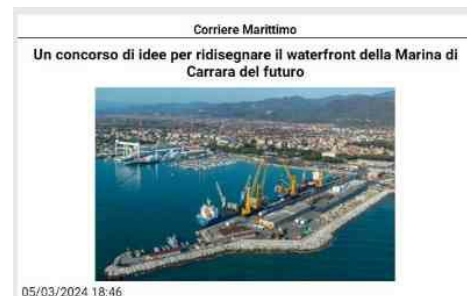 Corriere Marittimo
Un concorso di idee per ridisegnare il waterfront della Marina di
Carrara del futuro
05/03/2024 18:46